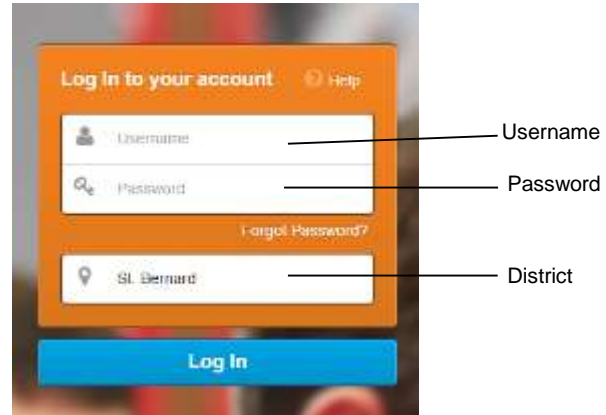 Log In to your account Help
Username Username
Password Password
Forgot Password?
St. Bernard District
Log In